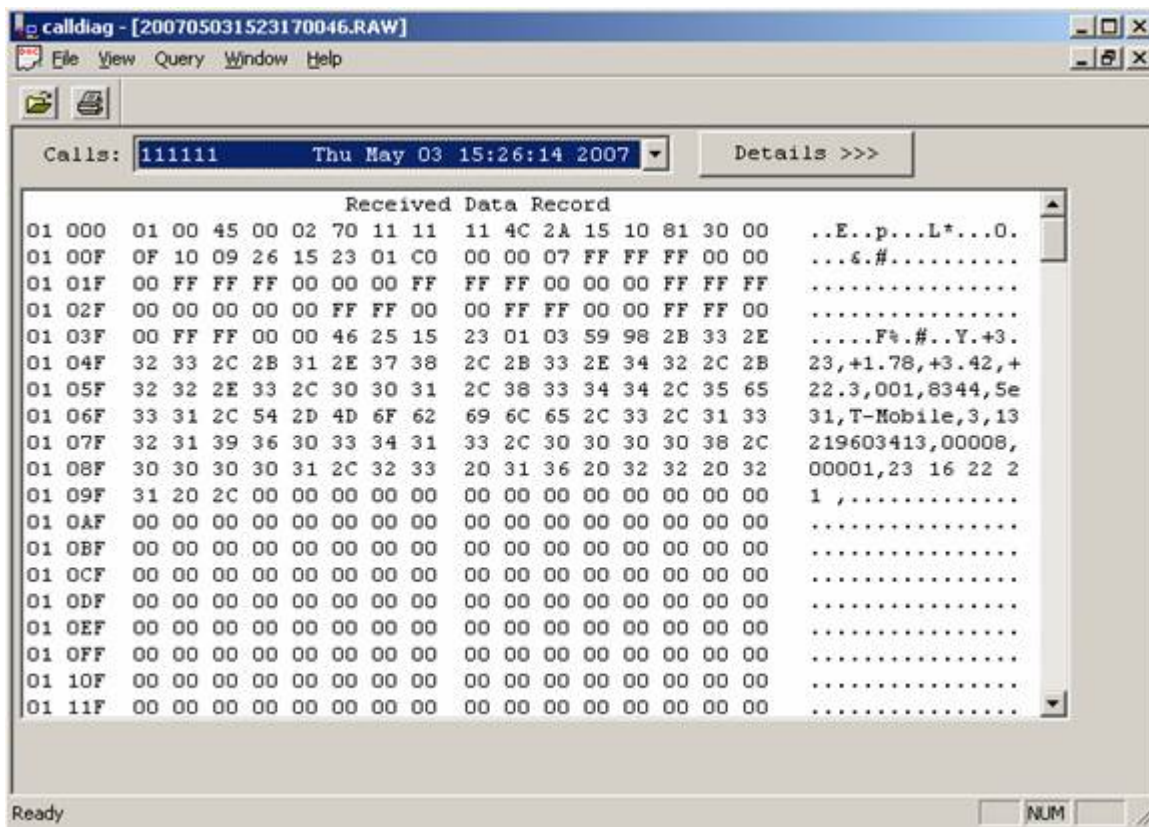 calldiag - [200705031523170046.RAW]
File View Query Window Help
Calls: 111111 Thu May 03 15:26:14 2007 Details >>>
Received Data Record
01 000 01 00 45 00 02 70 11 11 11 4C 2A 15 10 81 30 00 ..E..p...L*...0.
01 00F 0F 10 09 26 15 23 01 C0 00 00 07 FF FF FF 00 00 ...&.#..........
01 01F 00 FF FF FF 00 00 00 FF FF FF 00 00 00 FF FF FF ................
01 02F 00 00 00 00 00 FF FF 00 00 FF FF 00 00 FF FF 00 ................
01 03F 00 FF FF 00 00 46 25 15 23 01 03 59 98 2B 33 2E .....F%.#..Y.+3.
01 04F 32 33 2C 2B 31 2E 37 38 2C 2B 33 2E 34 32 2C 2B 23,+1.78,+3.42,+
01 05F 32 32 2E 33 2C 30 30 31 2C 38 33 34 34 2C 35 65 22.3,001,8344,5e
01 06F 33 31 2C 54 2D 4D 6F 62 69 6C 65 2C 33 2C 31 33 31,T-Mobile,3,13
01 07F 32 31 39 36 30 33 34 31 33 2C 30 30 30 30 38 2C 219603413,00008,
01 08F 30 30 30 30 31 2C 32 33 20 31 36 20 32 32 20 32 00001,23 16 22 2
01 09F 31 20 2C 00 00 00 00 00 00 00 00 00 00 00 00 00 1 ,.............
01 0AF 00 00 00 00 00 00 00 00 00 00 00 00 00 00 00 00 ................
01 0BF 00 00 00 00 00 00 00 00 00 00 00 00 00 00 00 00 ................
01 0CF 00 00 00 00 00 00 00 00 00 00 00 00 00 00 00 00 ................
01 0DF 00 00 00 00 00 00 00 00 00 00 00 00 00 00 00 00 ................
01 0EF 00 00 00 00 00 00 00 00 00 00 00 00 00 00 00 00 ................
01 0FF 00 00 00 00 00 00 00 00 00 00 00 00 00 00 00 00 ................
01 10F 00 00 00 00 00 00 00 00 00 00 00 00 00 00 00 00 ................
01 11F 00 00 00 00 00 00 00 00 00 00 00 00 00 00 00 00 ................
Ready NUM